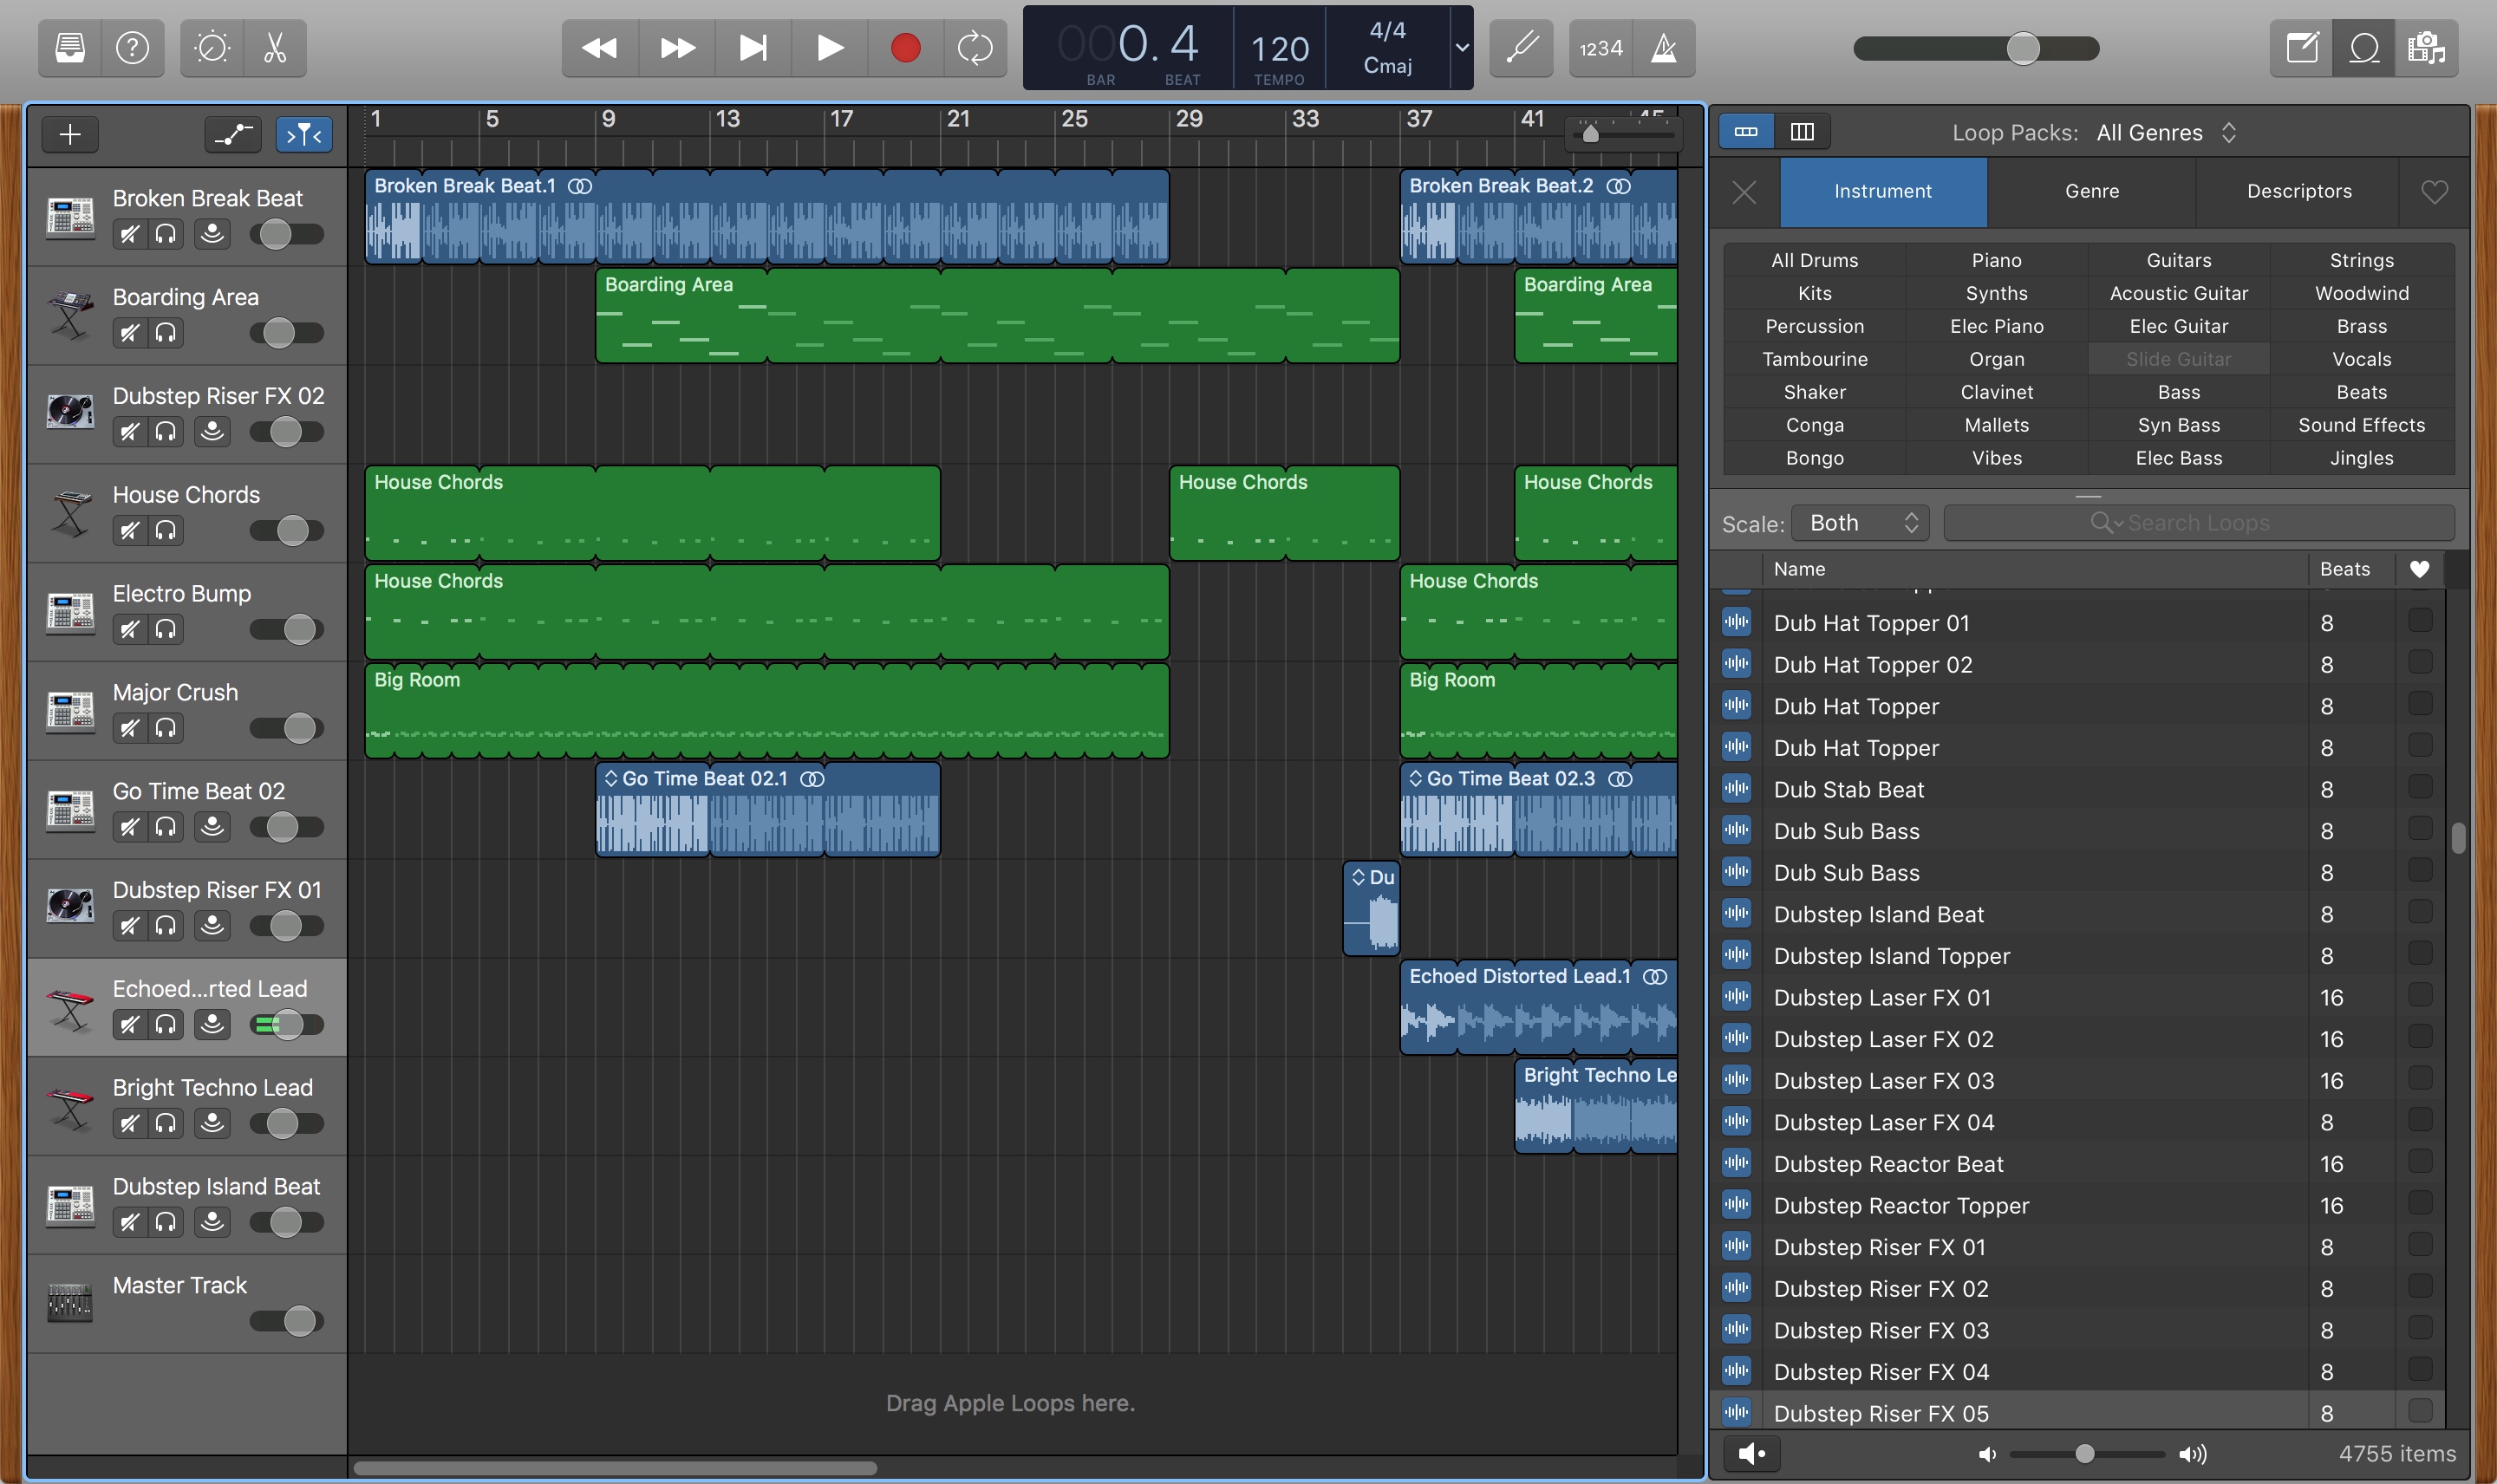 000. 4
BAR BEAT
120
TEMPO
4/4
Cmaj
1234
1 5 9 13 17 21 25 29 33 37 41 45
Broken Break Beat
Boarding Area
Dubstep Riser FX 02
House Chords
Electro Bump
Major Crush
Go Time Beat 02
Dubstep Riser FX 01
Echoed...rted Lead
Bright Techno Lead
Dubstep Island Beat
Master Track
Broken Break Beat.1
Broken Break Beat.2
Boarding Area
Boarding Area
House Chords
House Chords
House Chords
House Chords
House Chords
Big Room
Big Room
Go Time Beat 02.1
Go Time Beat 02.3
Du
Echoed Distorted Lead.1
Bright Techno Le
Drag Apple Loops here.
Loop Packs: All Genres
Instrument Genre Descriptors
All Drums Piano Guitars Strings
Kits Synths Acoustic Guitar Woodwind
Percussion Elec Piano Elec Guitar Brass
Tambourine Organ Slide Guitar Vocals
Shaker Clavinet Bass Beats
Conga Mallets Syn Bass Sound Effects
Bongo Vibes Elec Bass Jingles
Scale: Both Search Loops
Name Beats
Dub Hat Topper 01 8
Dub Hat Topper 02 8
Dub Hat Topper 8
Dub Hat Topper 8
Dub Stab Beat 8
Dub Sub Bass 8
Dub Sub Bass 8
Dubstep Island Beat 8
Dubstep Island Topper 8
Dubstep Laser FX 01 16
Dubstep Laser FX 02 16
Dubstep Laser FX 03 16
Dubstep Laser FX 04 8
Dubstep Reactor Beat 16
Dubstep Reactor Topper 16
Dubstep Riser FX 01 8
Dubstep Riser FX 02 8
Dubstep Riser FX 03 8
Dubstep Riser FX 04 8
Dubstep Riser FX 05 8
4755 items